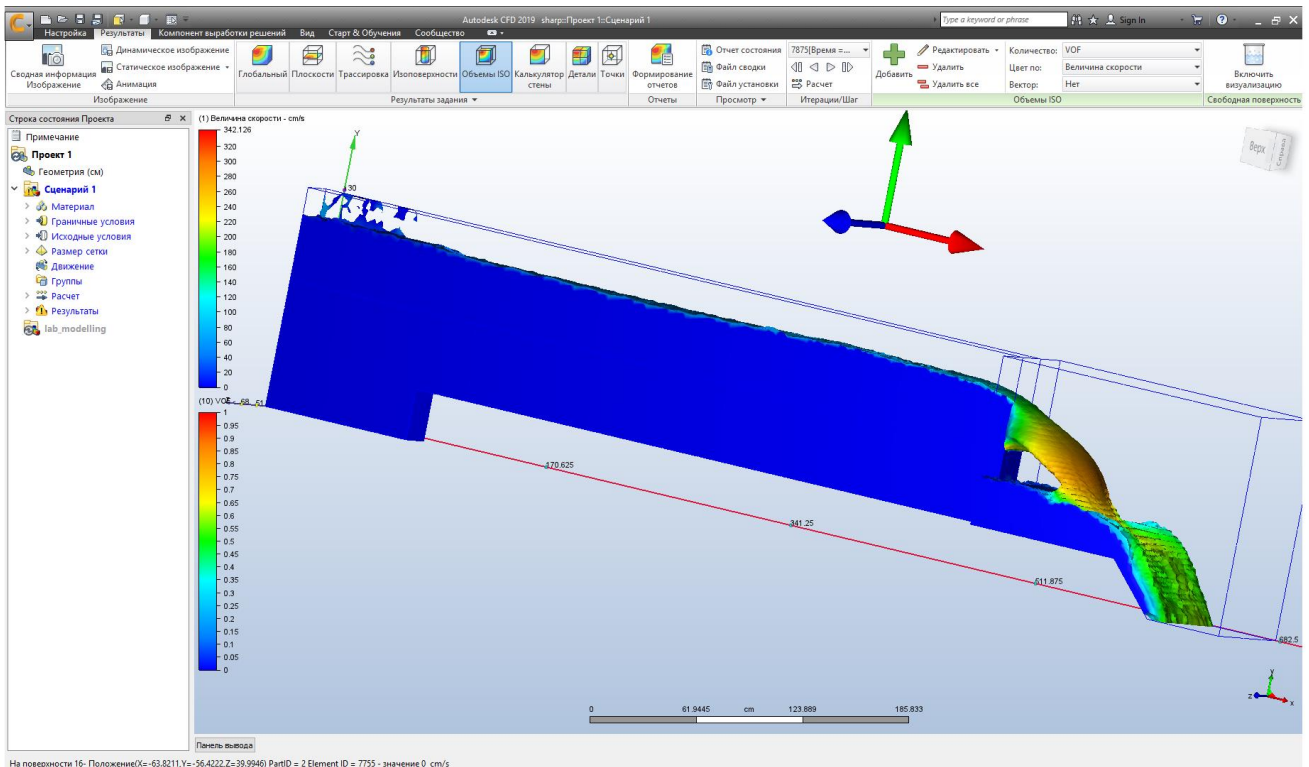 Autodesk CFD 2019 sharp::Проект 1::Сценарий 1
Type a keyword or phrase
Sign In
Настройка Результаты Компонент выработки решений Вид Старт & Обучения Сообщество
Сводная информация Изображение
Динамическое изображение
Статическое изображение
Анимация
Изображение
Глобальный Плоскости Трассировка Изоповерхности Объемы ISO Калькулятор стены Детали Точки
Результаты задания
Формирование отчетов
Отчеты
Отчет состояния
Файл сводки
Файл установки
Просмотр
7875|Время =...
Расчет
Итерации/Шаг
Добавить
Редактировать
Удалить
Удалить все
Количество: VOF
Цвет по: Величина скорости
Вектор: Нет
Объемы ISO
Включить визуализацию
Свободная поверхность
Строка состояния Проекта
Примечание
Проект 1
Геометрия (см)
Сценарий 1
Материал
Граничные условия
Исходные условия
Размер сетки
Движение
Группы
Расчет
Результаты
lab_modelling
(1) Величина скорости - cm/s
342.126
320
300
280
260
240
220
200
180
160
140
120
100
80
60
40
20
0
(10) VOF
1
0.95
0.9
0.85
0.8
0.75
0.7
0.65
0.6
0.55
0.5
0.45
0.4
0.35
0.3
0.25
0.2
0.15
0.1
0.05
0
Y
30
-68
-51
170.625
341.25
511.875
682.5
Верх
Справа
0 61.9445 cm 123.889 185.833
y
z
x
Панель вывода
На поверхности 16- Положение(X=-63.8211,Y=-56.4222,Z=39.9946) PartID = 2 Element ID = 7755 - значение 0 cm/s